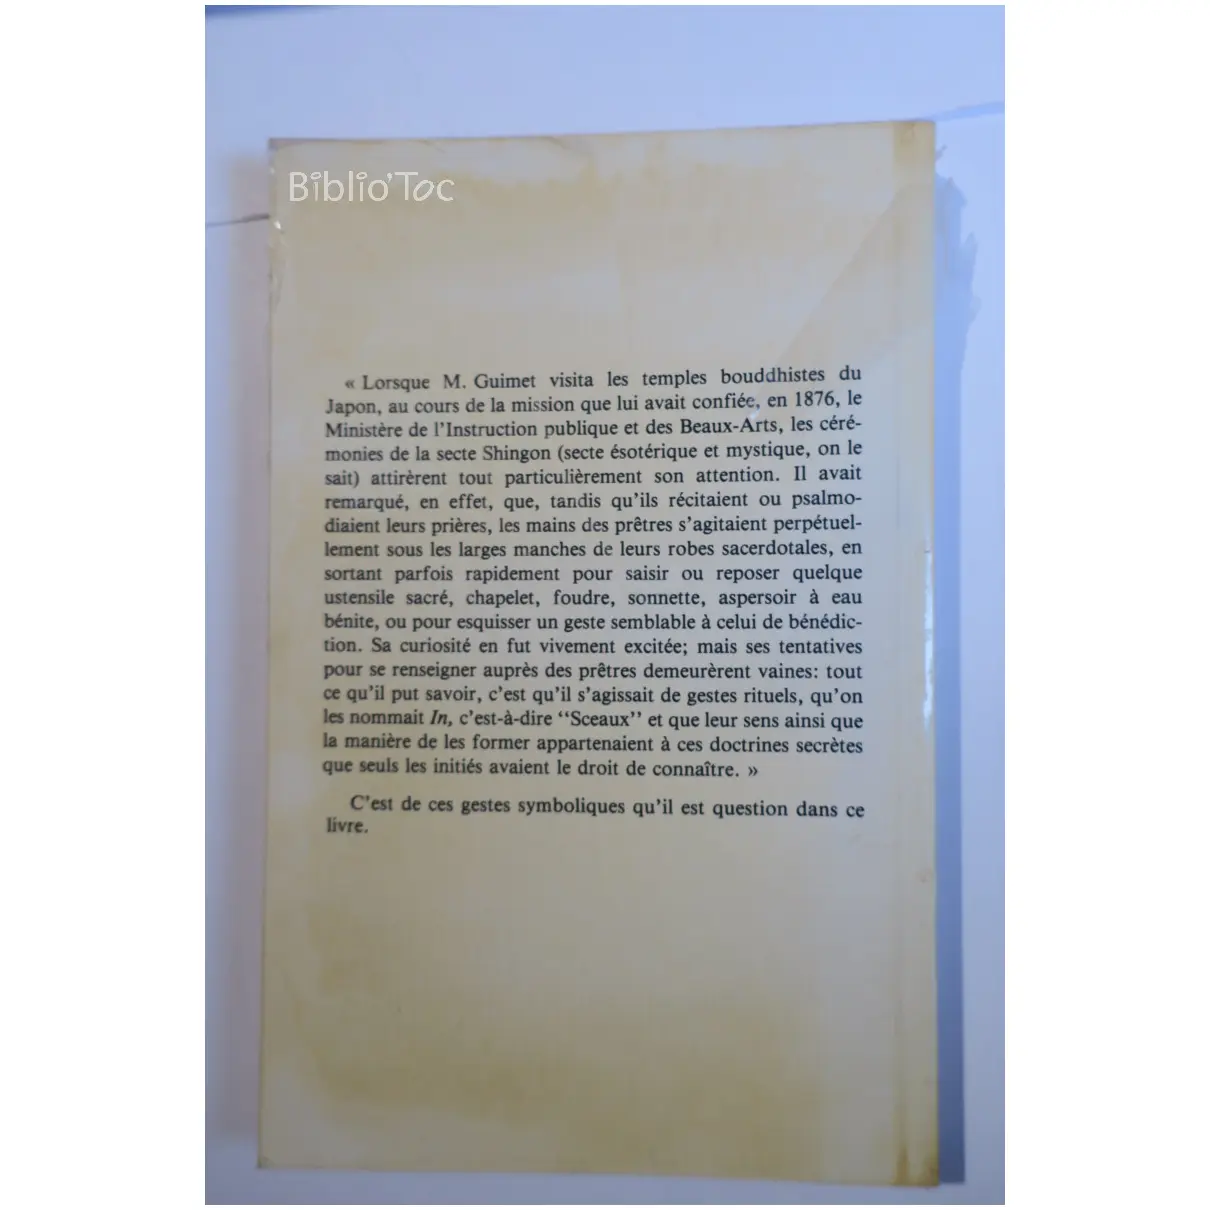 Biblio'Toc
« Lorsque M. Guimet visita les temples bouddhistes du
Japon, au cours de la mission que lui avait confiée, en 1876, le
Ministère de l'Instruction publique et des Beaux-Arts, les céré-
monies de la secte Shingon (secte ésotérique et mystique, on le
sait) attirèrent tout particulièrement son attention. Il avait
remarqué, en effet, que, tandis qu'ils récitaient ou psalmo-
diaient leurs prières, les mains des prêtres s'agitaient perpétuel-
lement sous les larges manches de leurs robes sacerdotales, en
sortant parfois rapidement pour saisir ou reposer quelque
ustensile sacré, chapelet, foudre, sonnette, aspersoir à eau
bénite, ou pour esquisser un geste semblable à celui de bénédic-
tion. Sa curiosité en fut vivement excitée; mais ses tentatives
pour se renseigner auprès des prêtres demeurèrent vaines: tout
ce qu'il put savoir, c'est qu'il s'agissait de gestes rituels, qu'on
les nommait In, c'est-à-dire "Sceaux" et que leur sens ainsi que
la manière de les former appartenaient à ces doctrines secrètes
que seuls les initiés avaient le droit de connaître. »
C'est de ces gestes symboliques qu'il est question dans ce
livre.